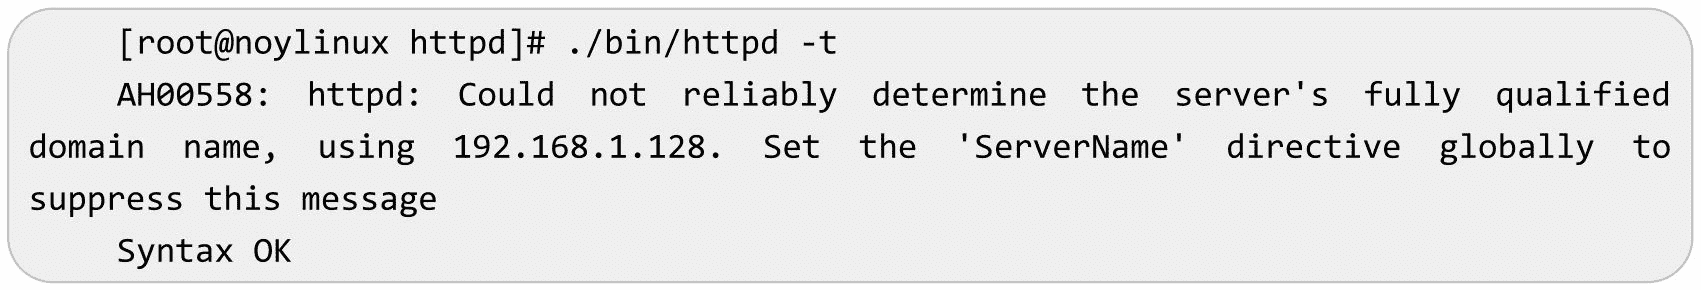 [root@noylinux httpd]# ./bin/httpd -t
AH00558: httpd: Could not reliably determine the server's fully qualified
domain name, using 192.168.1.128. Set the 'ServerName' directive globally to
suppress this message
Syntax OK